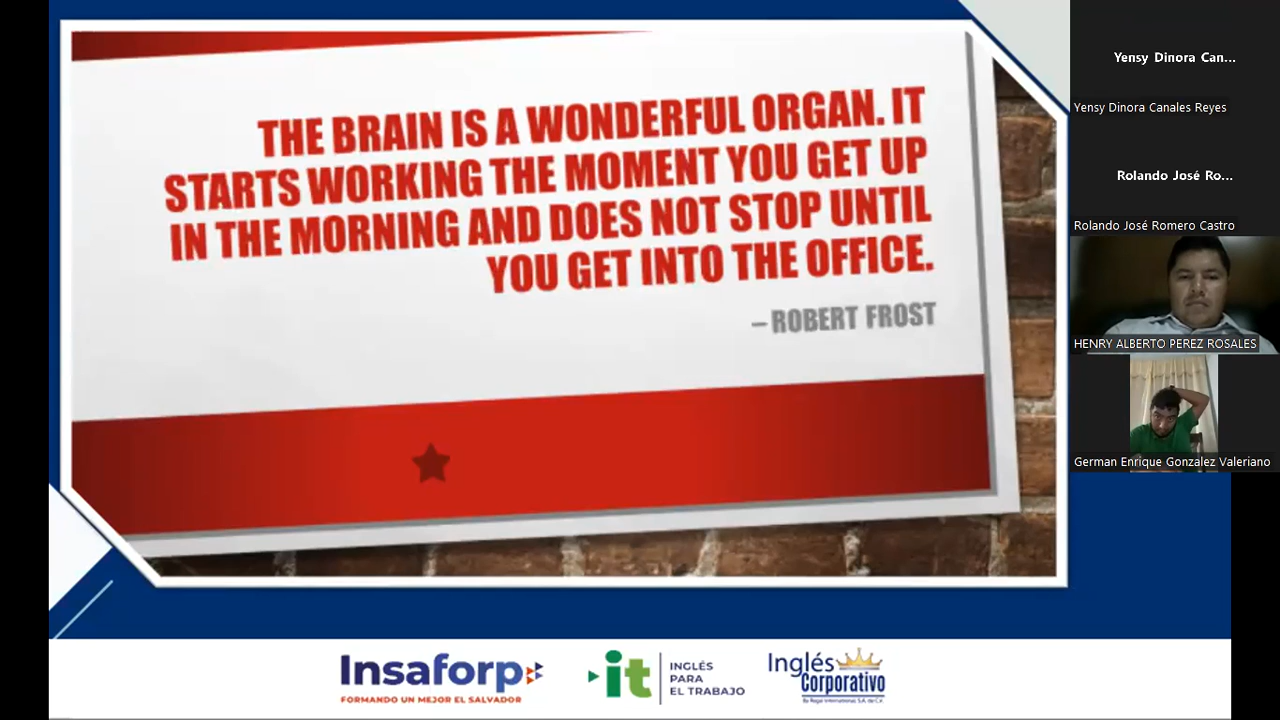 THE BRAIN IS A WONDERFUL ORGAN. IT
STARTS WORKING THE MOMENT YOU GET UP
IN THE MORNING AND DOES NOT STOP UNTIL
YOU GET INTO THE OFFICE.
– ROBERT FROST
Yensy Dinora Can...
Yensy Dinora Canales Reyes
Rolando José Ro...
Rolando José Romero Castro
HENRY ALBERTO PEREZ ROSALES
German Enrique Gonzalez Valeriano
Insaforp
FORMANDO UN MEJOR EL SALVADOR
it
INGLÉS
PARA
EL TRABAJO
Inglés
Corporativo